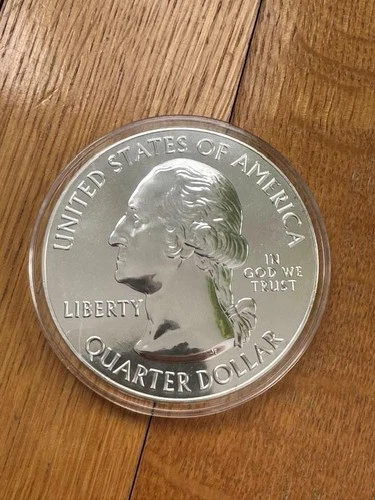 UNITED STATES OF AMERICA
LIBERTY
IN
GOD WE
TRUST
QUARTER DOLLAR